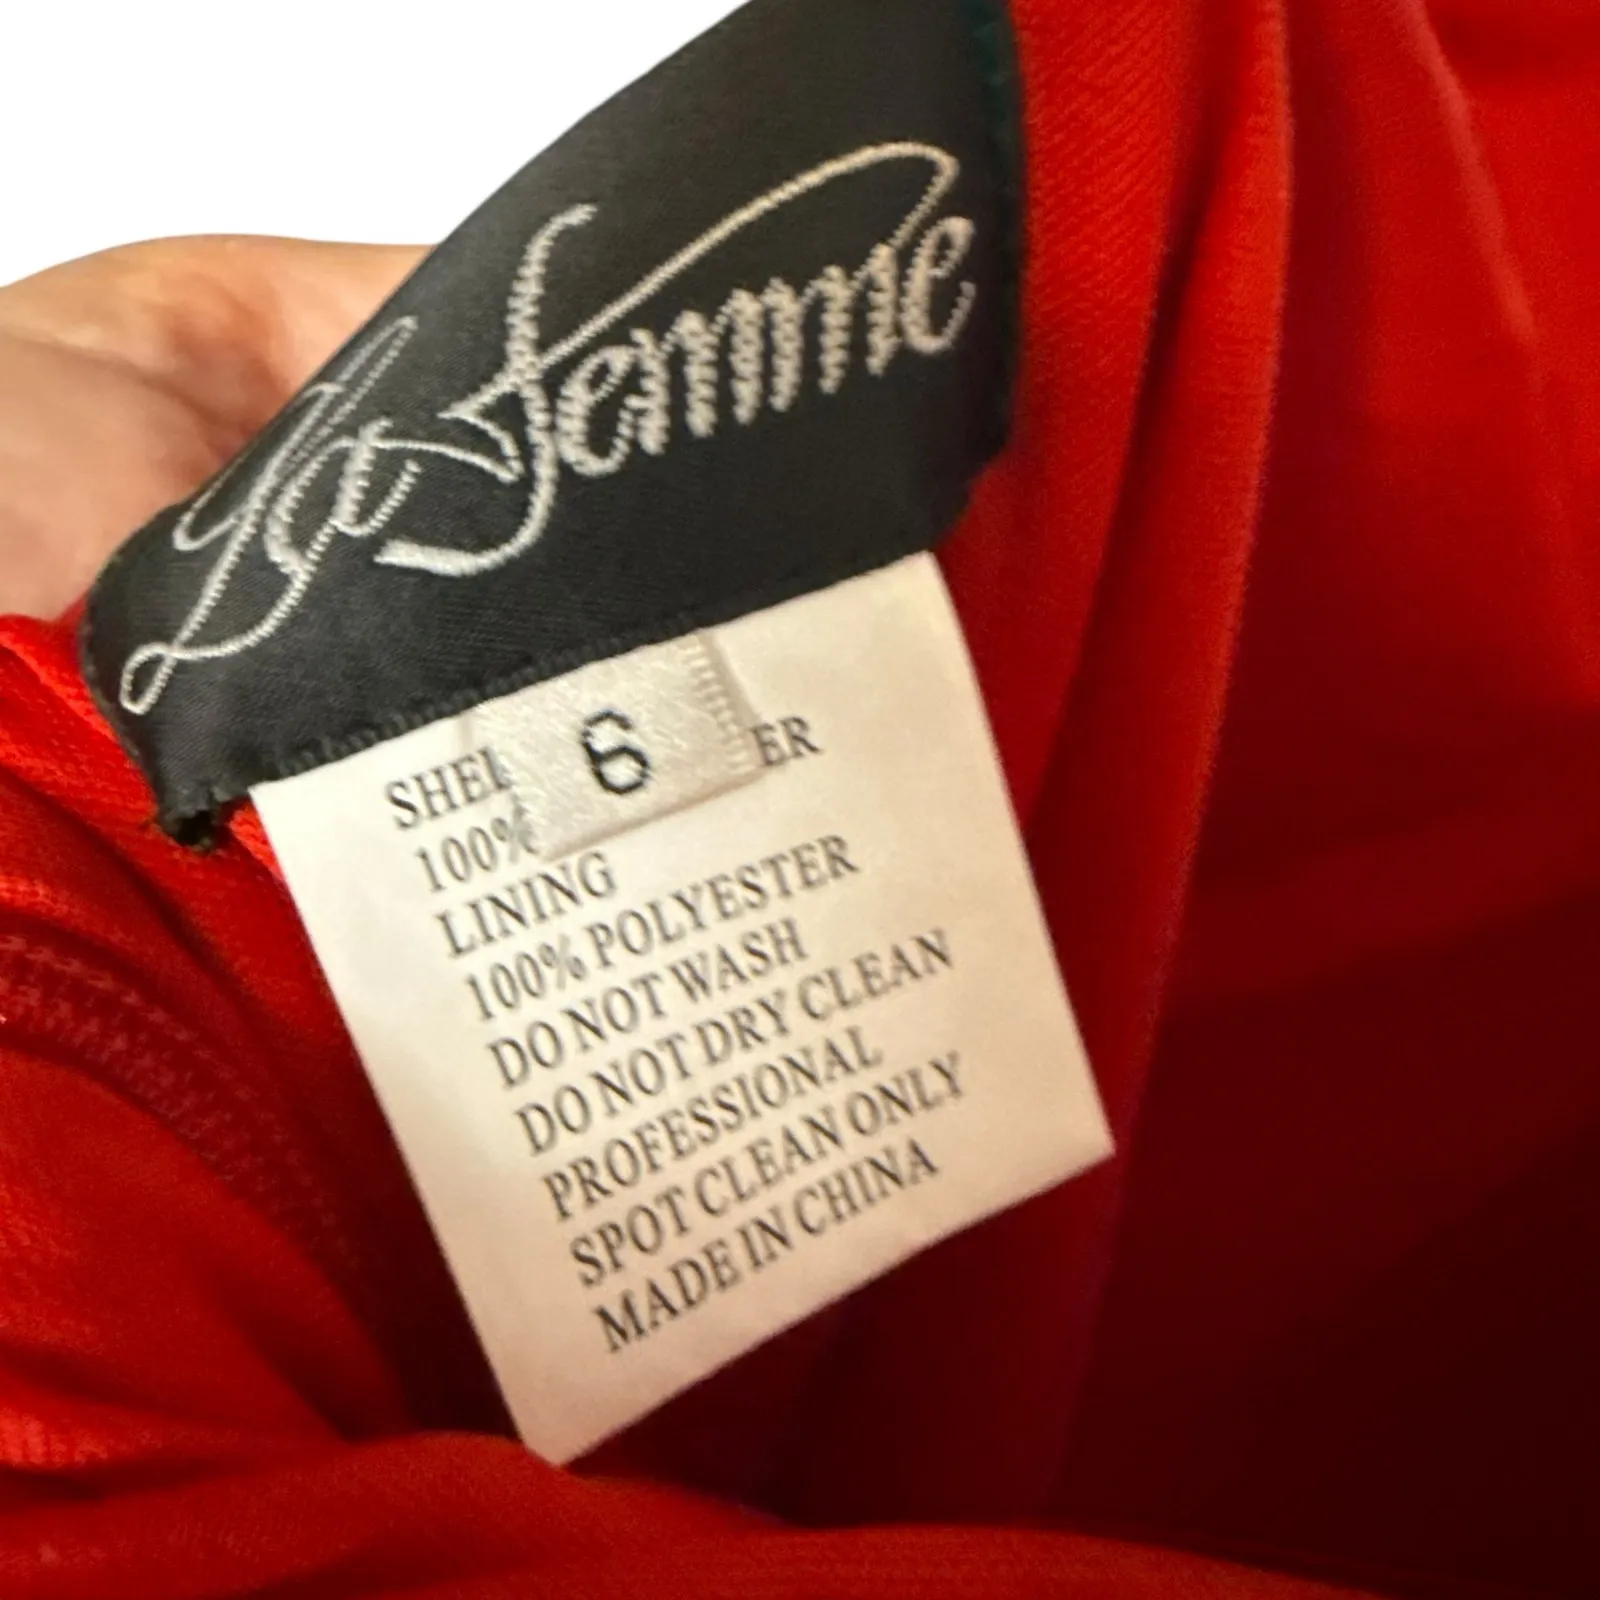 La Femme
6
SHEL
100% ER
LINING
100% POLYESTER
DO NOT WASH
DO NOT DRY CLEAN
PROFESSIONAL
SPOT CLEAN ONLY
MADE IN CHINA